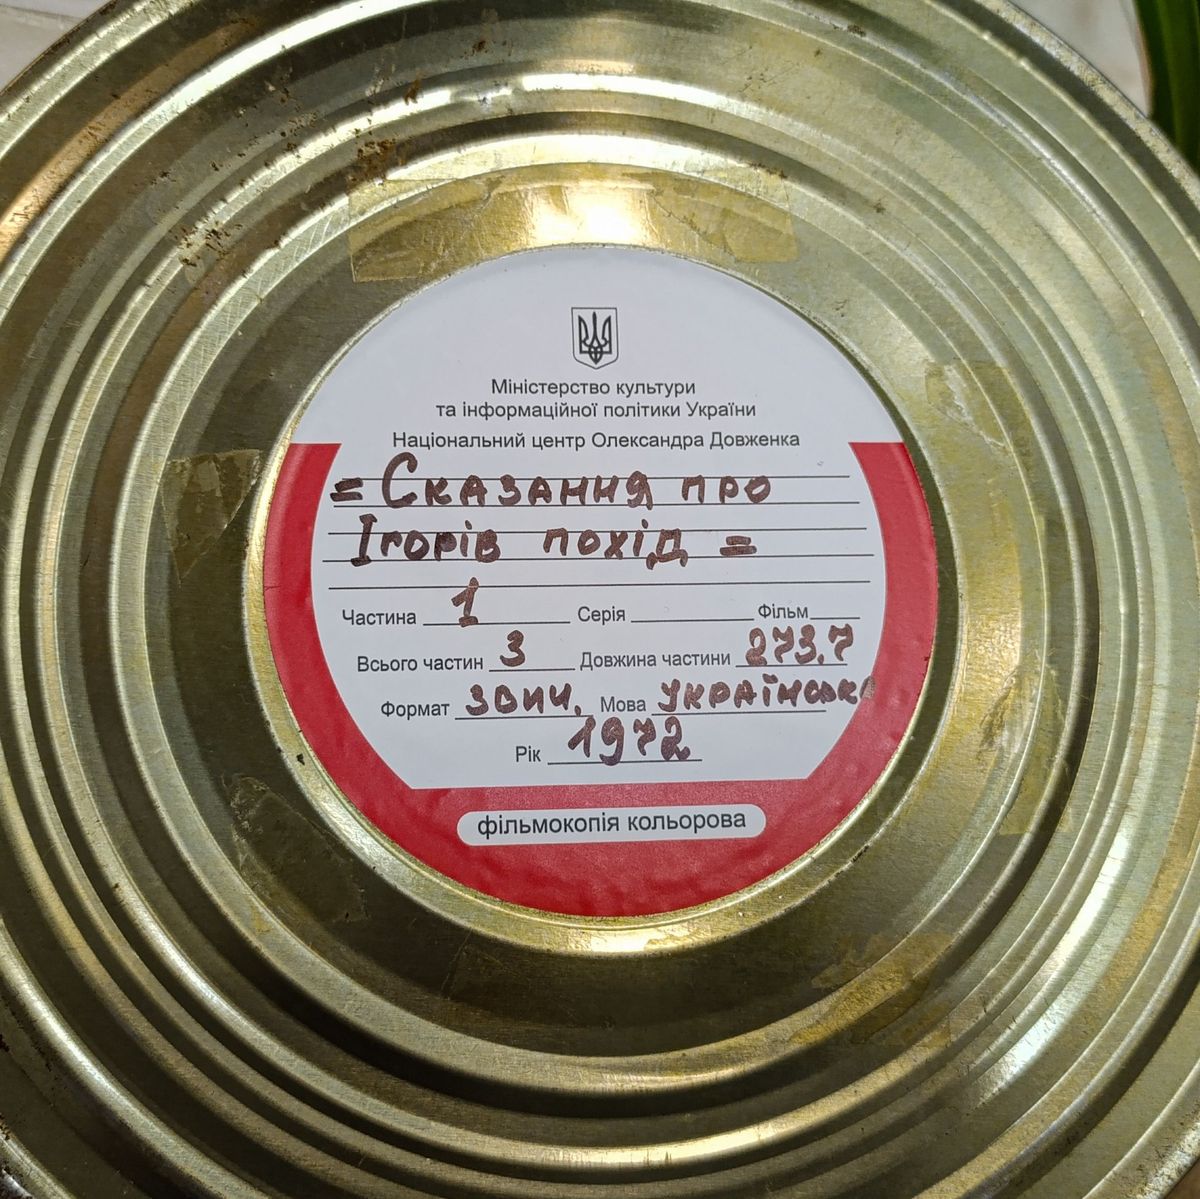 Міністерство культури
та інформаційної політики України
Національний центр Олександра Довженка
= Сказання про
Ігорів похід =
Частина 1 Серія Фільм
Всього частин 3 Довжина частини 273.7
Формат звич. Мова українська
Рік 1972
фільмокопія кольорова